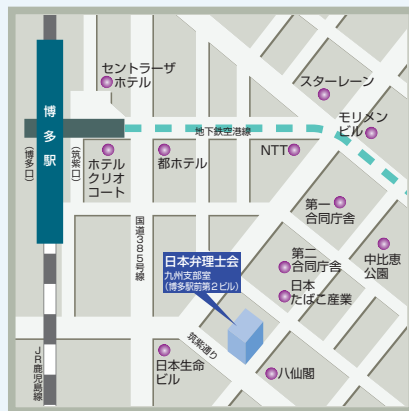 セントラーザ
ホテル
スターレーン
博多駅
モリメン
ビル
地下鉄空港線
(博多口)
(筑紫口)
ホテル
クリオ
コート
都ホテル
NTT
第一
合同庁舎
国道385号線
日本弁理士会
九州支部室
(博多駅前第2ビル)
第二
合同庁舎
中比恵
公園
日本
たばこ産業
筑紫通り
JR鹿児島線
日本生命
ビル
八仙閣